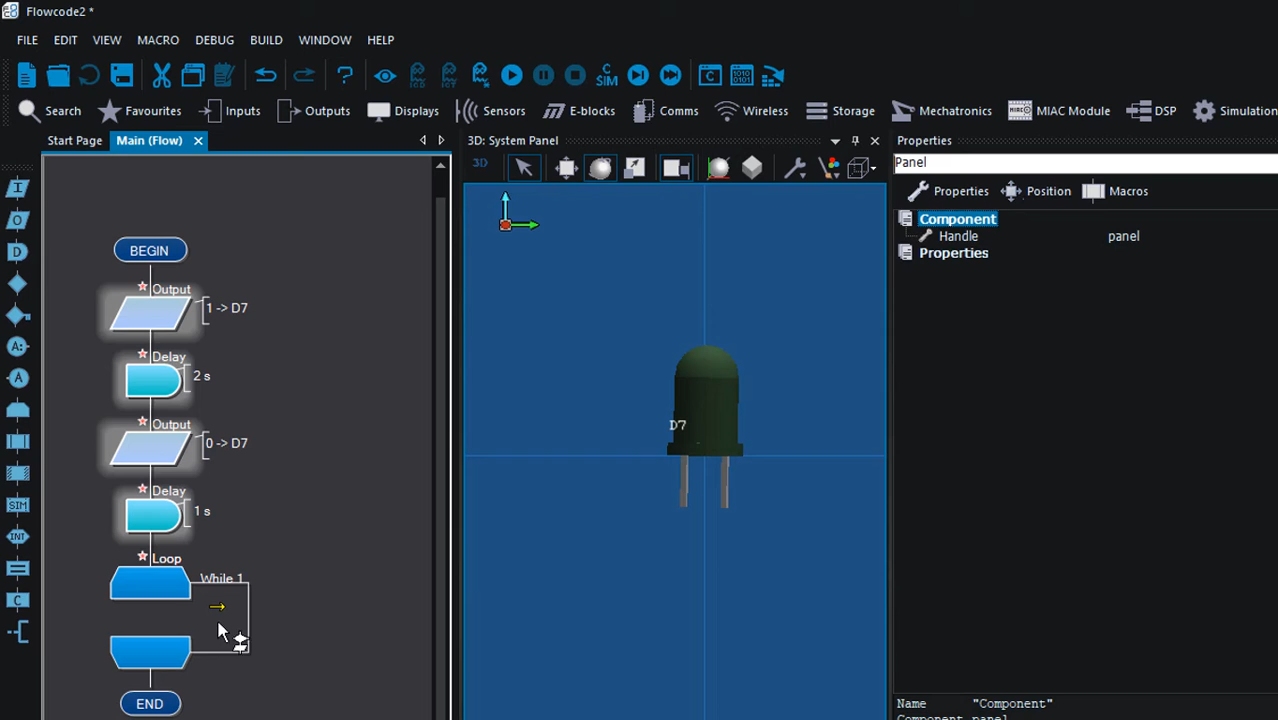 Flowcode2 *
FILE EDIT VIEW MACRO DEBUG BUILD WINDOW HELP
Search Favourites Inputs Outputs Displays Sensors E-blocks Comms Wireless Storage Mechatronics MIAC Module DSP Simulation
Start Page Main (Flow)
3D: System Panel
Properties
3D
Panel
Properties Position Macros
Component
Handle panel
Properties
BEGIN
Output
1 -> D7
Delay
2 s
Output
0 -> D7
Delay
1 s
Loop
While 1
END
D7
Name "Component"